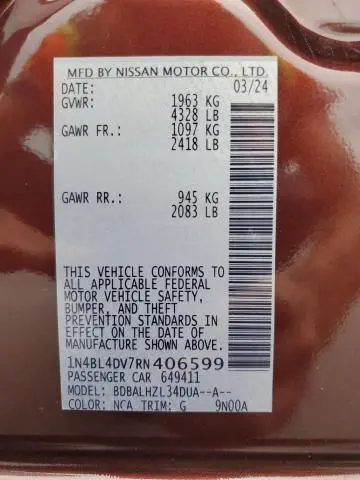 MFD BY NISSAN MOTOR CO., LTD.
DATE: 03/24
GVWR: 1963 KG
4328 LB
GAWR FR.: 1097 KG
2418 LB
GAWR RR.: 945 KG
2083 LB
THIS VEHICLE CONFORMS TO
ALL APPLICABLE FEDERAL
MOTOR VEHICLE SAFETY,
BUMPER, AND THEFT
PREVENTION STANDARDS IN
EFFECT ON THE DATE OF
MANUFACTURE SHOWN ABOVE.
1N4BL4DV7RN406599
PASSENGER CAR 649411
MODEL: BDBALHZL34DUA--A--
COLOR: NCA TRIM: G 9N00A